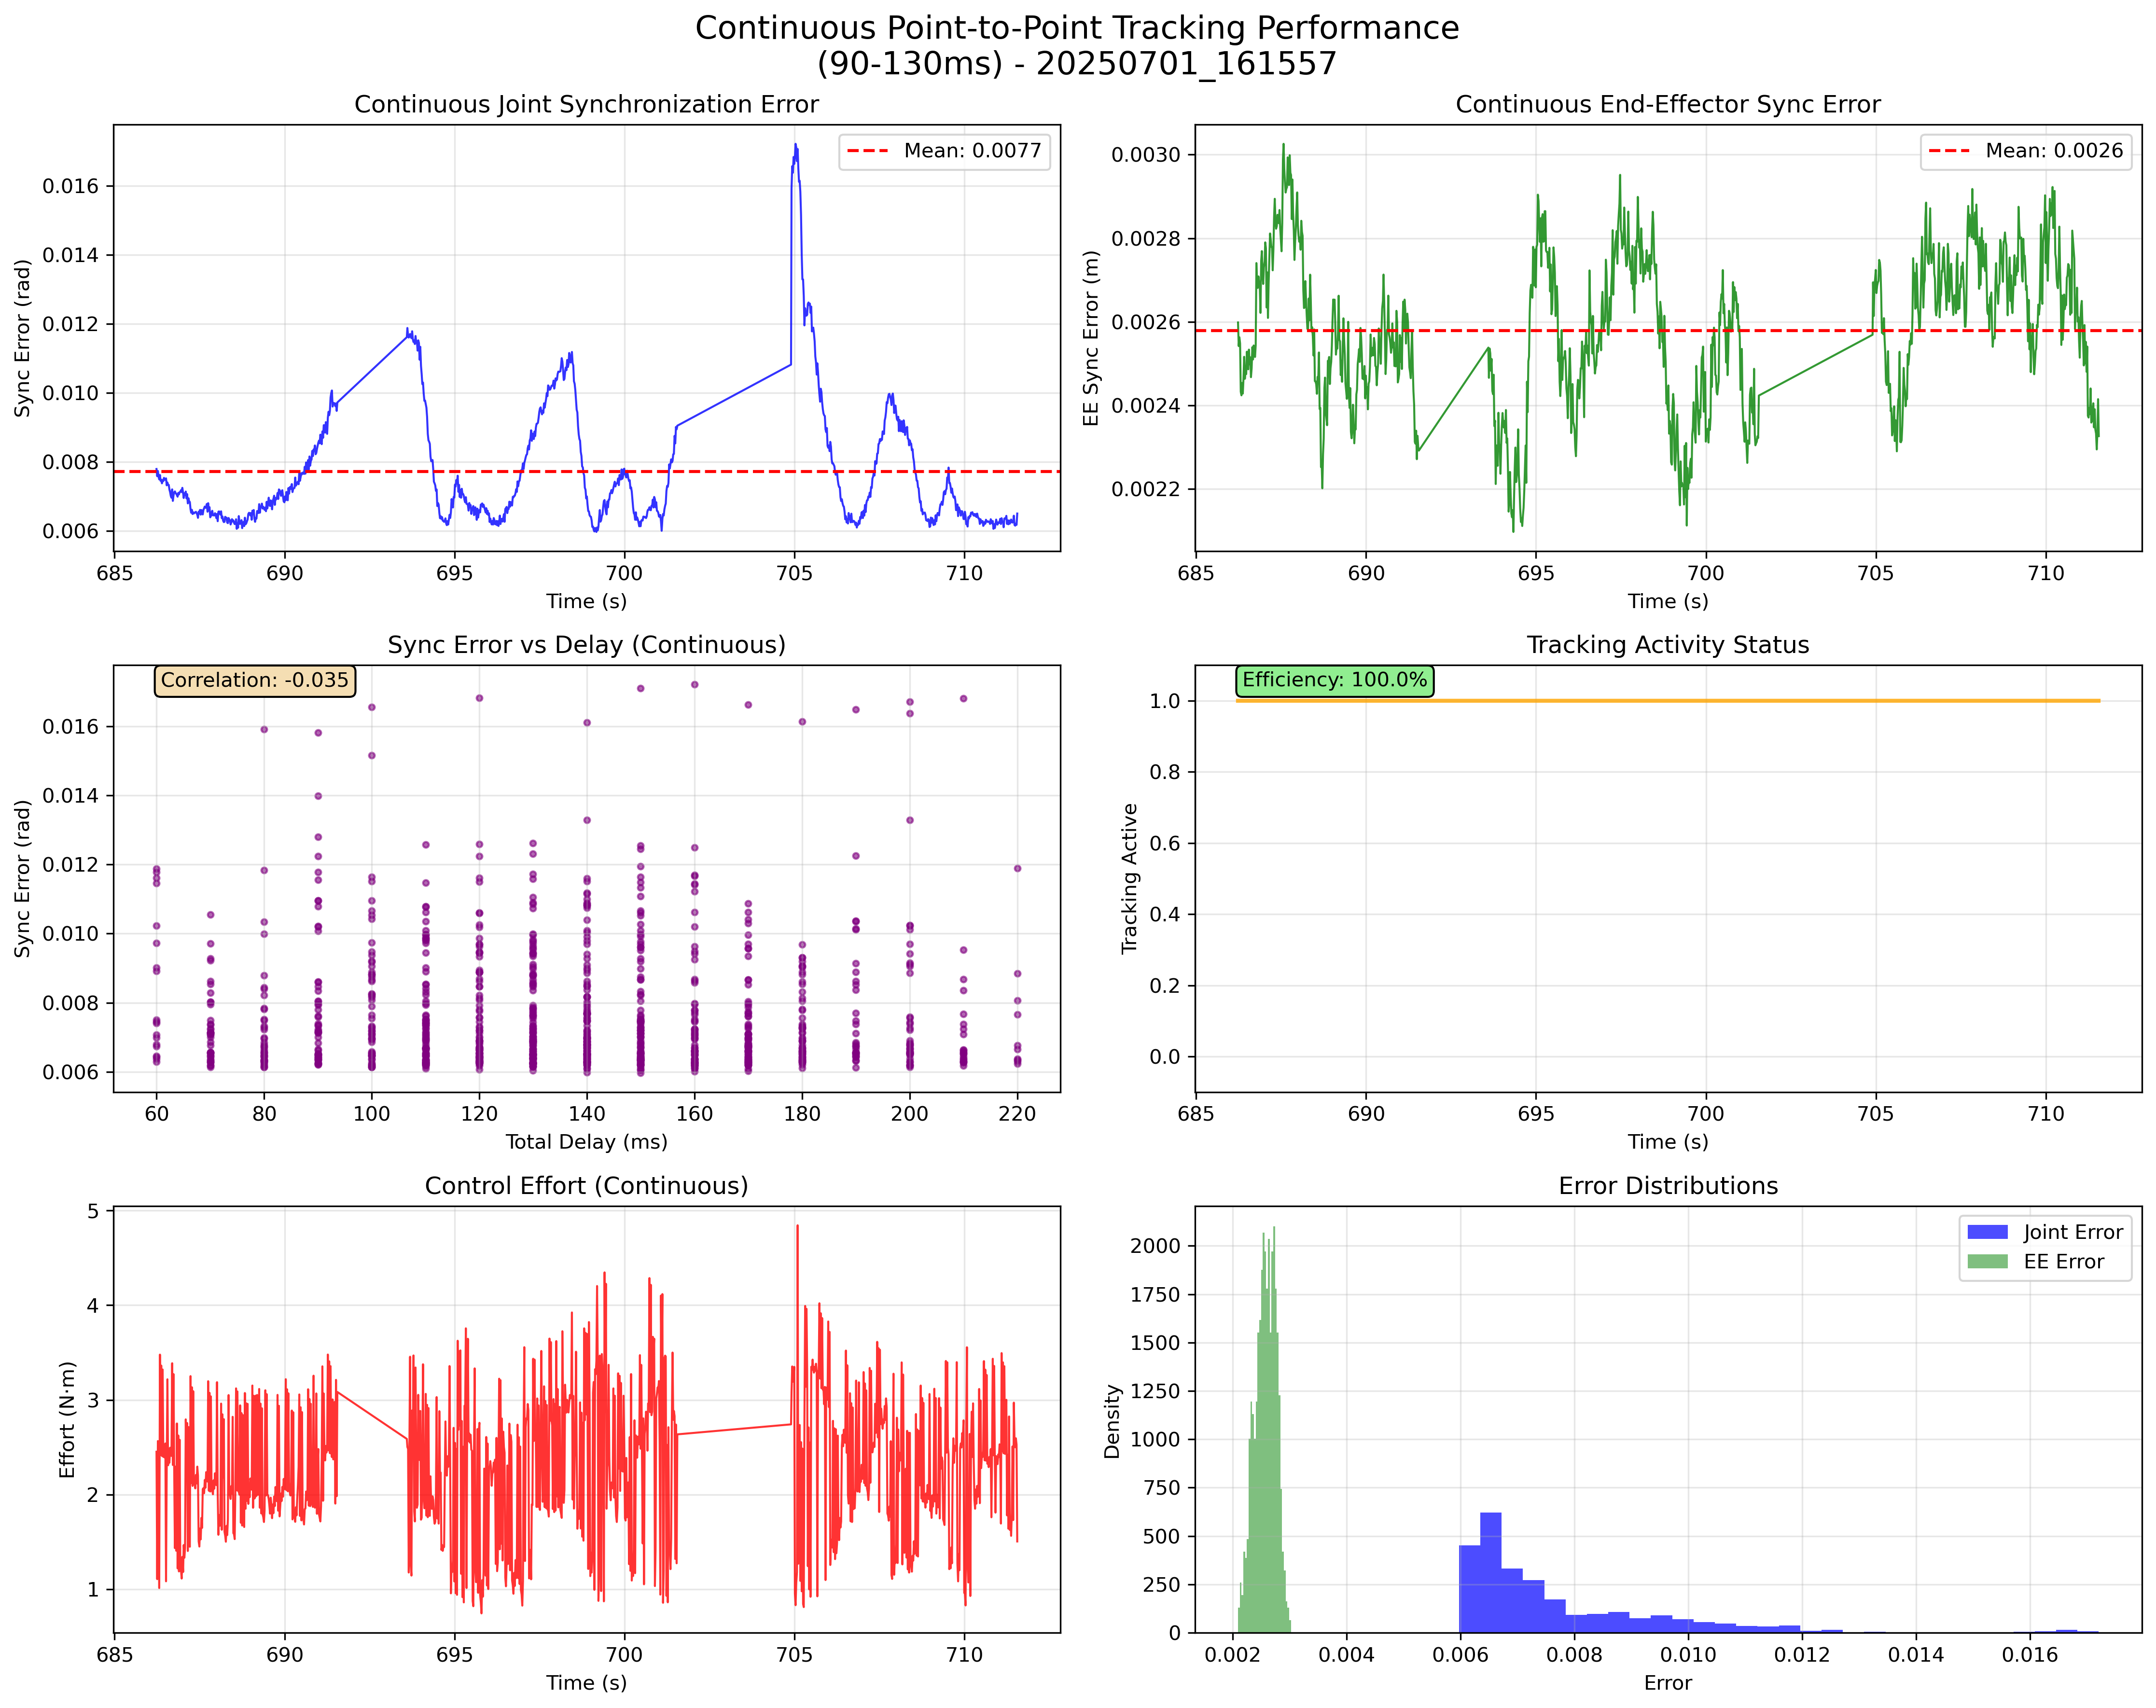 Continuous Point-to-Point Tracking Performance
(90-130ms) - 20250701_161557
Continuous Joint Synchronization Error
Sync Error (rad)
0.016
0.014
0.012
0.010
0.008
0.006
Mean: 0.0077
685 690 695 700 705 710
Time (s)
Continuous End-Effector Sync Error
EE Sync Error (m)
0.0030
0.0028
0.0026
0.0024
0.0022
Mean: 0.0026
685 690 695 700 705 710
Time (s)
Sync Error vs Delay (Continuous)
Correlation: -0.035
Sync Error (rad)
0.016
0.014
0.012
0.010
0.008
0.006
60 80 100 120 140 160 180 200 220
Total Delay (ms)
Tracking Activity Status
Efficiency: 100.0%
Tracking Active
1.0
0.8
0.6
0.4
0.2
0.0
685 690 695 700 705 710
Time (s)
Control Effort (Continuous)
Effort (N·m)
5
4
3
2
1
685 690 695 700 705 710
Time (s)
Error Distributions
Joint Error
EE Error
Density
2000
1750
1500
1250
1000
750
500
250
0
0.002 0.004 0.006 0.008 0.010 0.012 0.014 0.016
Error